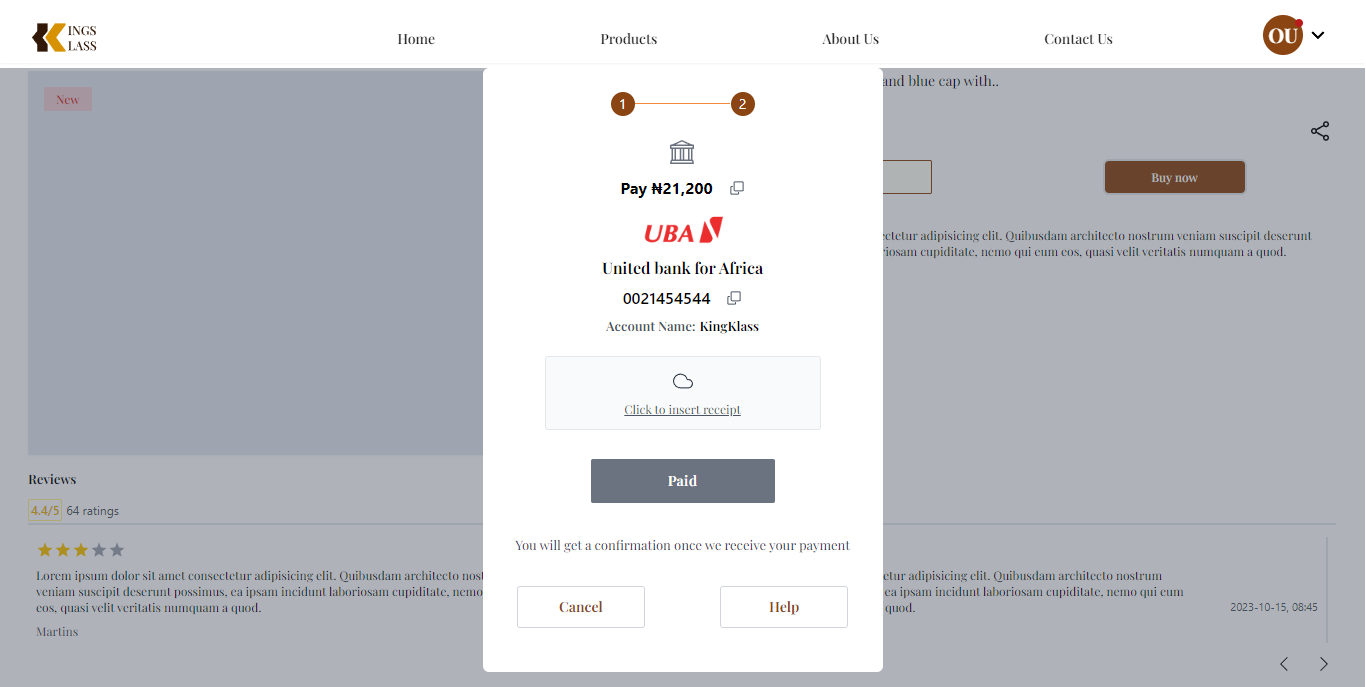 INGS
LASS
Home
Products
About Us
Contact Us
OU
New
and blue cap with..
Buy now
ectetur adipisicing elit. Quibusdam architecto nostrum veniam suscipit deserunt
riosam cupiditate, nemo qui eum eos, quasi velit veritatis numquam a quod.
1
2
Pay ₦21,200
UBA
United bank for Africa
0021454544
Account Name: KingKlass
Click to insert receipt
Paid
You will get a confirmation once we receive your payment
Cancel
Help
Reviews
4.4/5 64 ratings
Lorem ipsum dolor sit amet consectetur adipisicing elit. Quibusdam architecto nost
veniam suscipit deserunt possimus, ea ipsam incidunt laboriosam cupiditate, nemo
eos, quasi velit veritatis numquam a quod.
Martins
etur adipisicing elit. Quibusdam architecto nostrum
ea ipsam incidunt laboriosam cupiditate, nemo qui eum
quod.
2023-10-15, 08:45